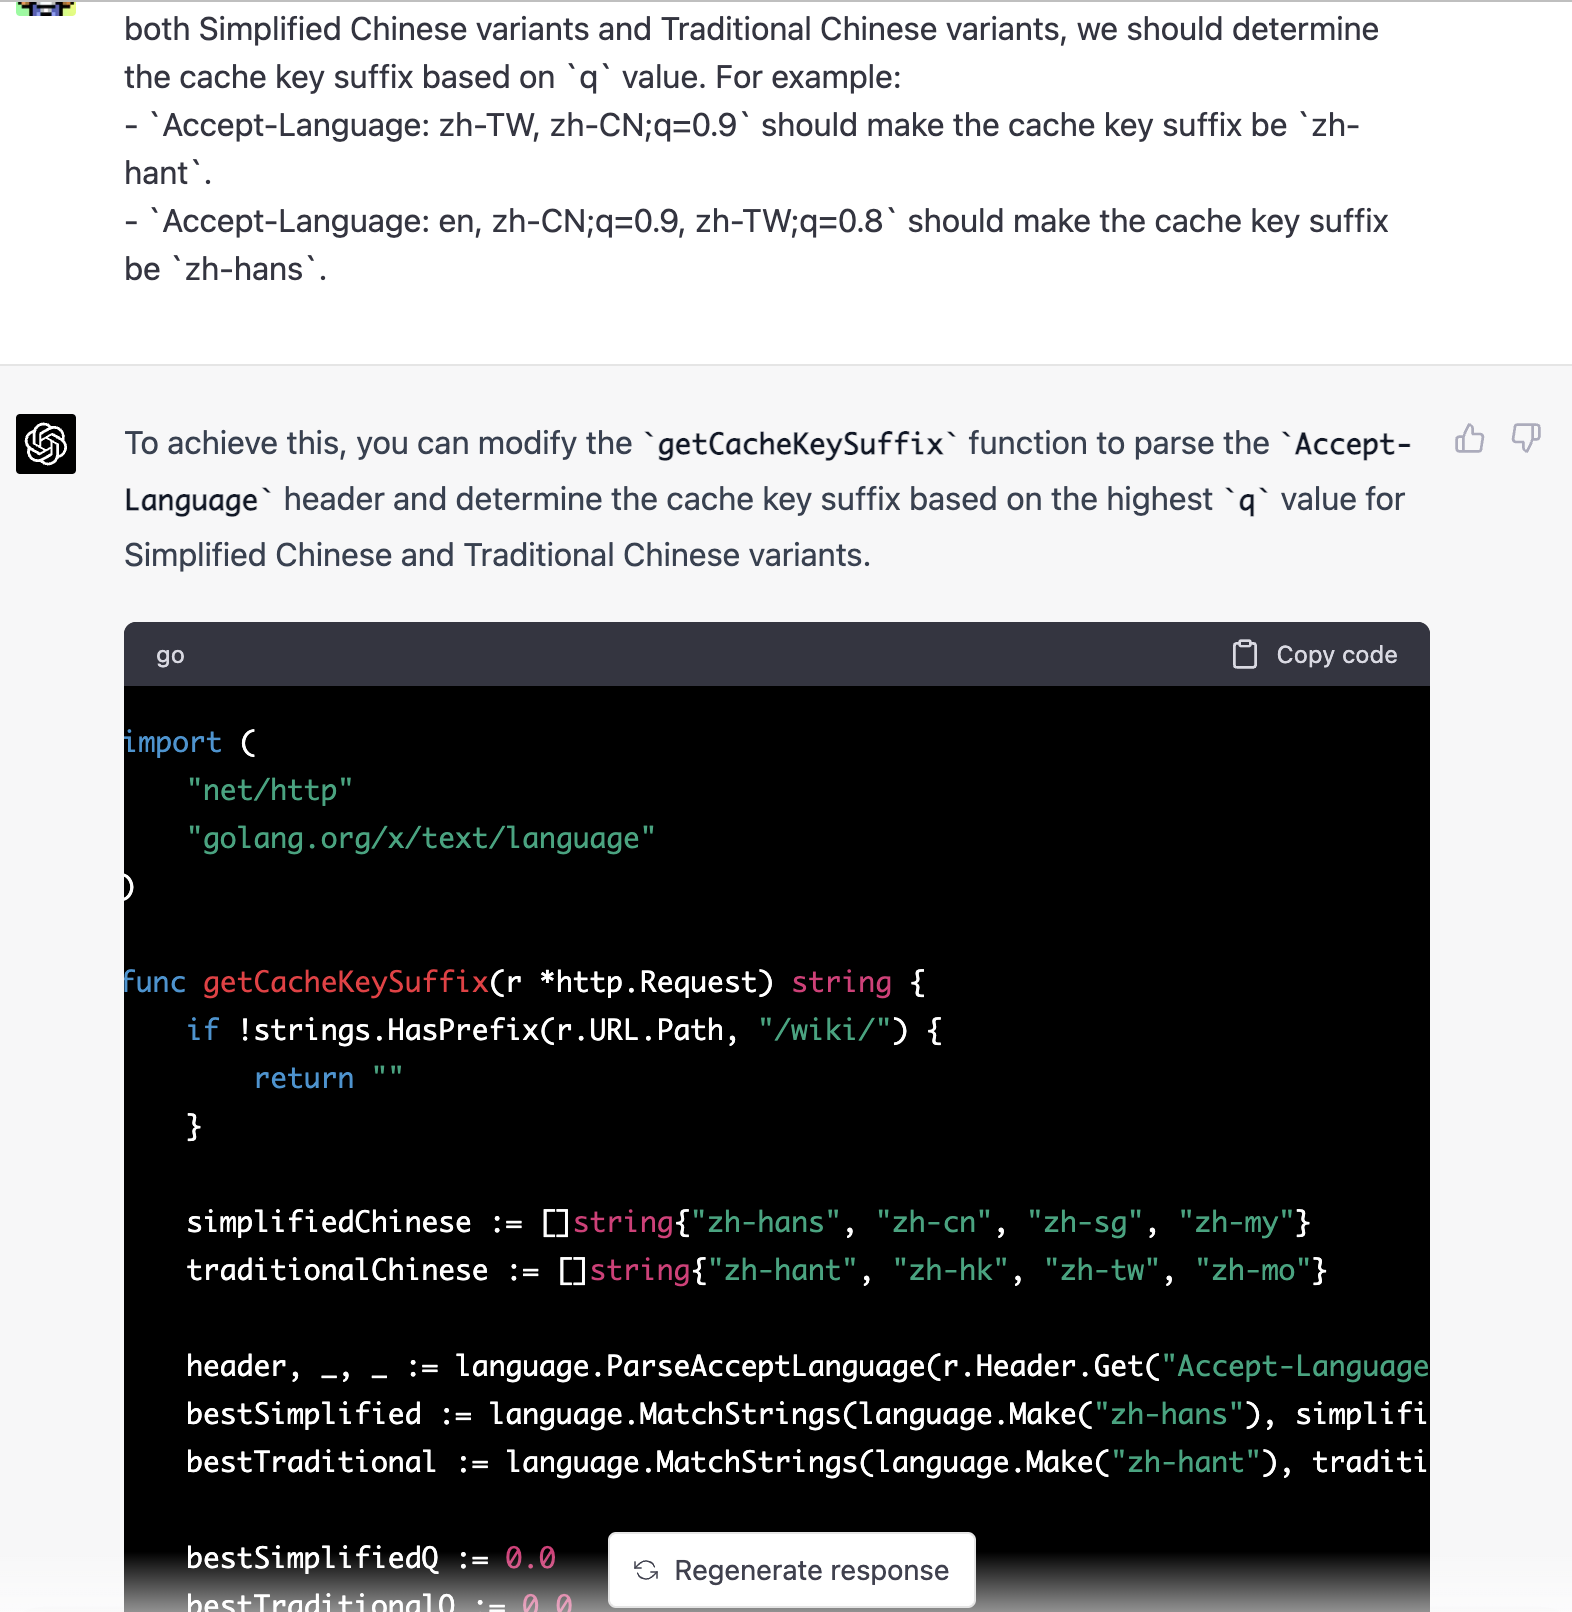 both Simplified Chinese variants and Traditional Chinese variants, we should determine
the cache key suffix based on `q` value. For example:
- `Accept-Language: zh-TW, zh-CN;q=0.9` should make the cache key suffix be `zh-
hant`.
- `Accept-Language: en, zh-CN;q=0.9, zh-TW;q=0.8` should make the cache key suffix
be `zh-hans`.
To achieve this, you can modify the `getCacheKeySuffix` function to parse the `Accept-
Language` header and determine the cache key suffix based on the highest `q` value for
Simplified Chinese and Traditional Chinese variants.
go
Copy code
import (
    "net/http"
    "golang.org/x/text/language"
)
func getCacheKeySuffix(r *http.Request) string {
    if !strings.HasPrefix(r.URL.Path, "/wiki/") {
        return ""
    }
    simplifiedChinese := []string{"zh-hans", "zh-cn", "zh-sg", "zh-my"}
    traditionalChinese := []string{"zh-hant", "zh-hk", "zh-tw", "zh-mo"}
    header, _, _ := language.ParseAcceptLanguage(r.Header.Get("Accept-Language
    bestSimplified := language.MatchStrings(language.Make("zh-hans"), simplifi
    bestTraditional := language.MatchStrings(language.Make("zh-hant"), traditi
    bestSimplifiedQ := 0.0
    bestTraditionalQ := 0.0
Regenerate response